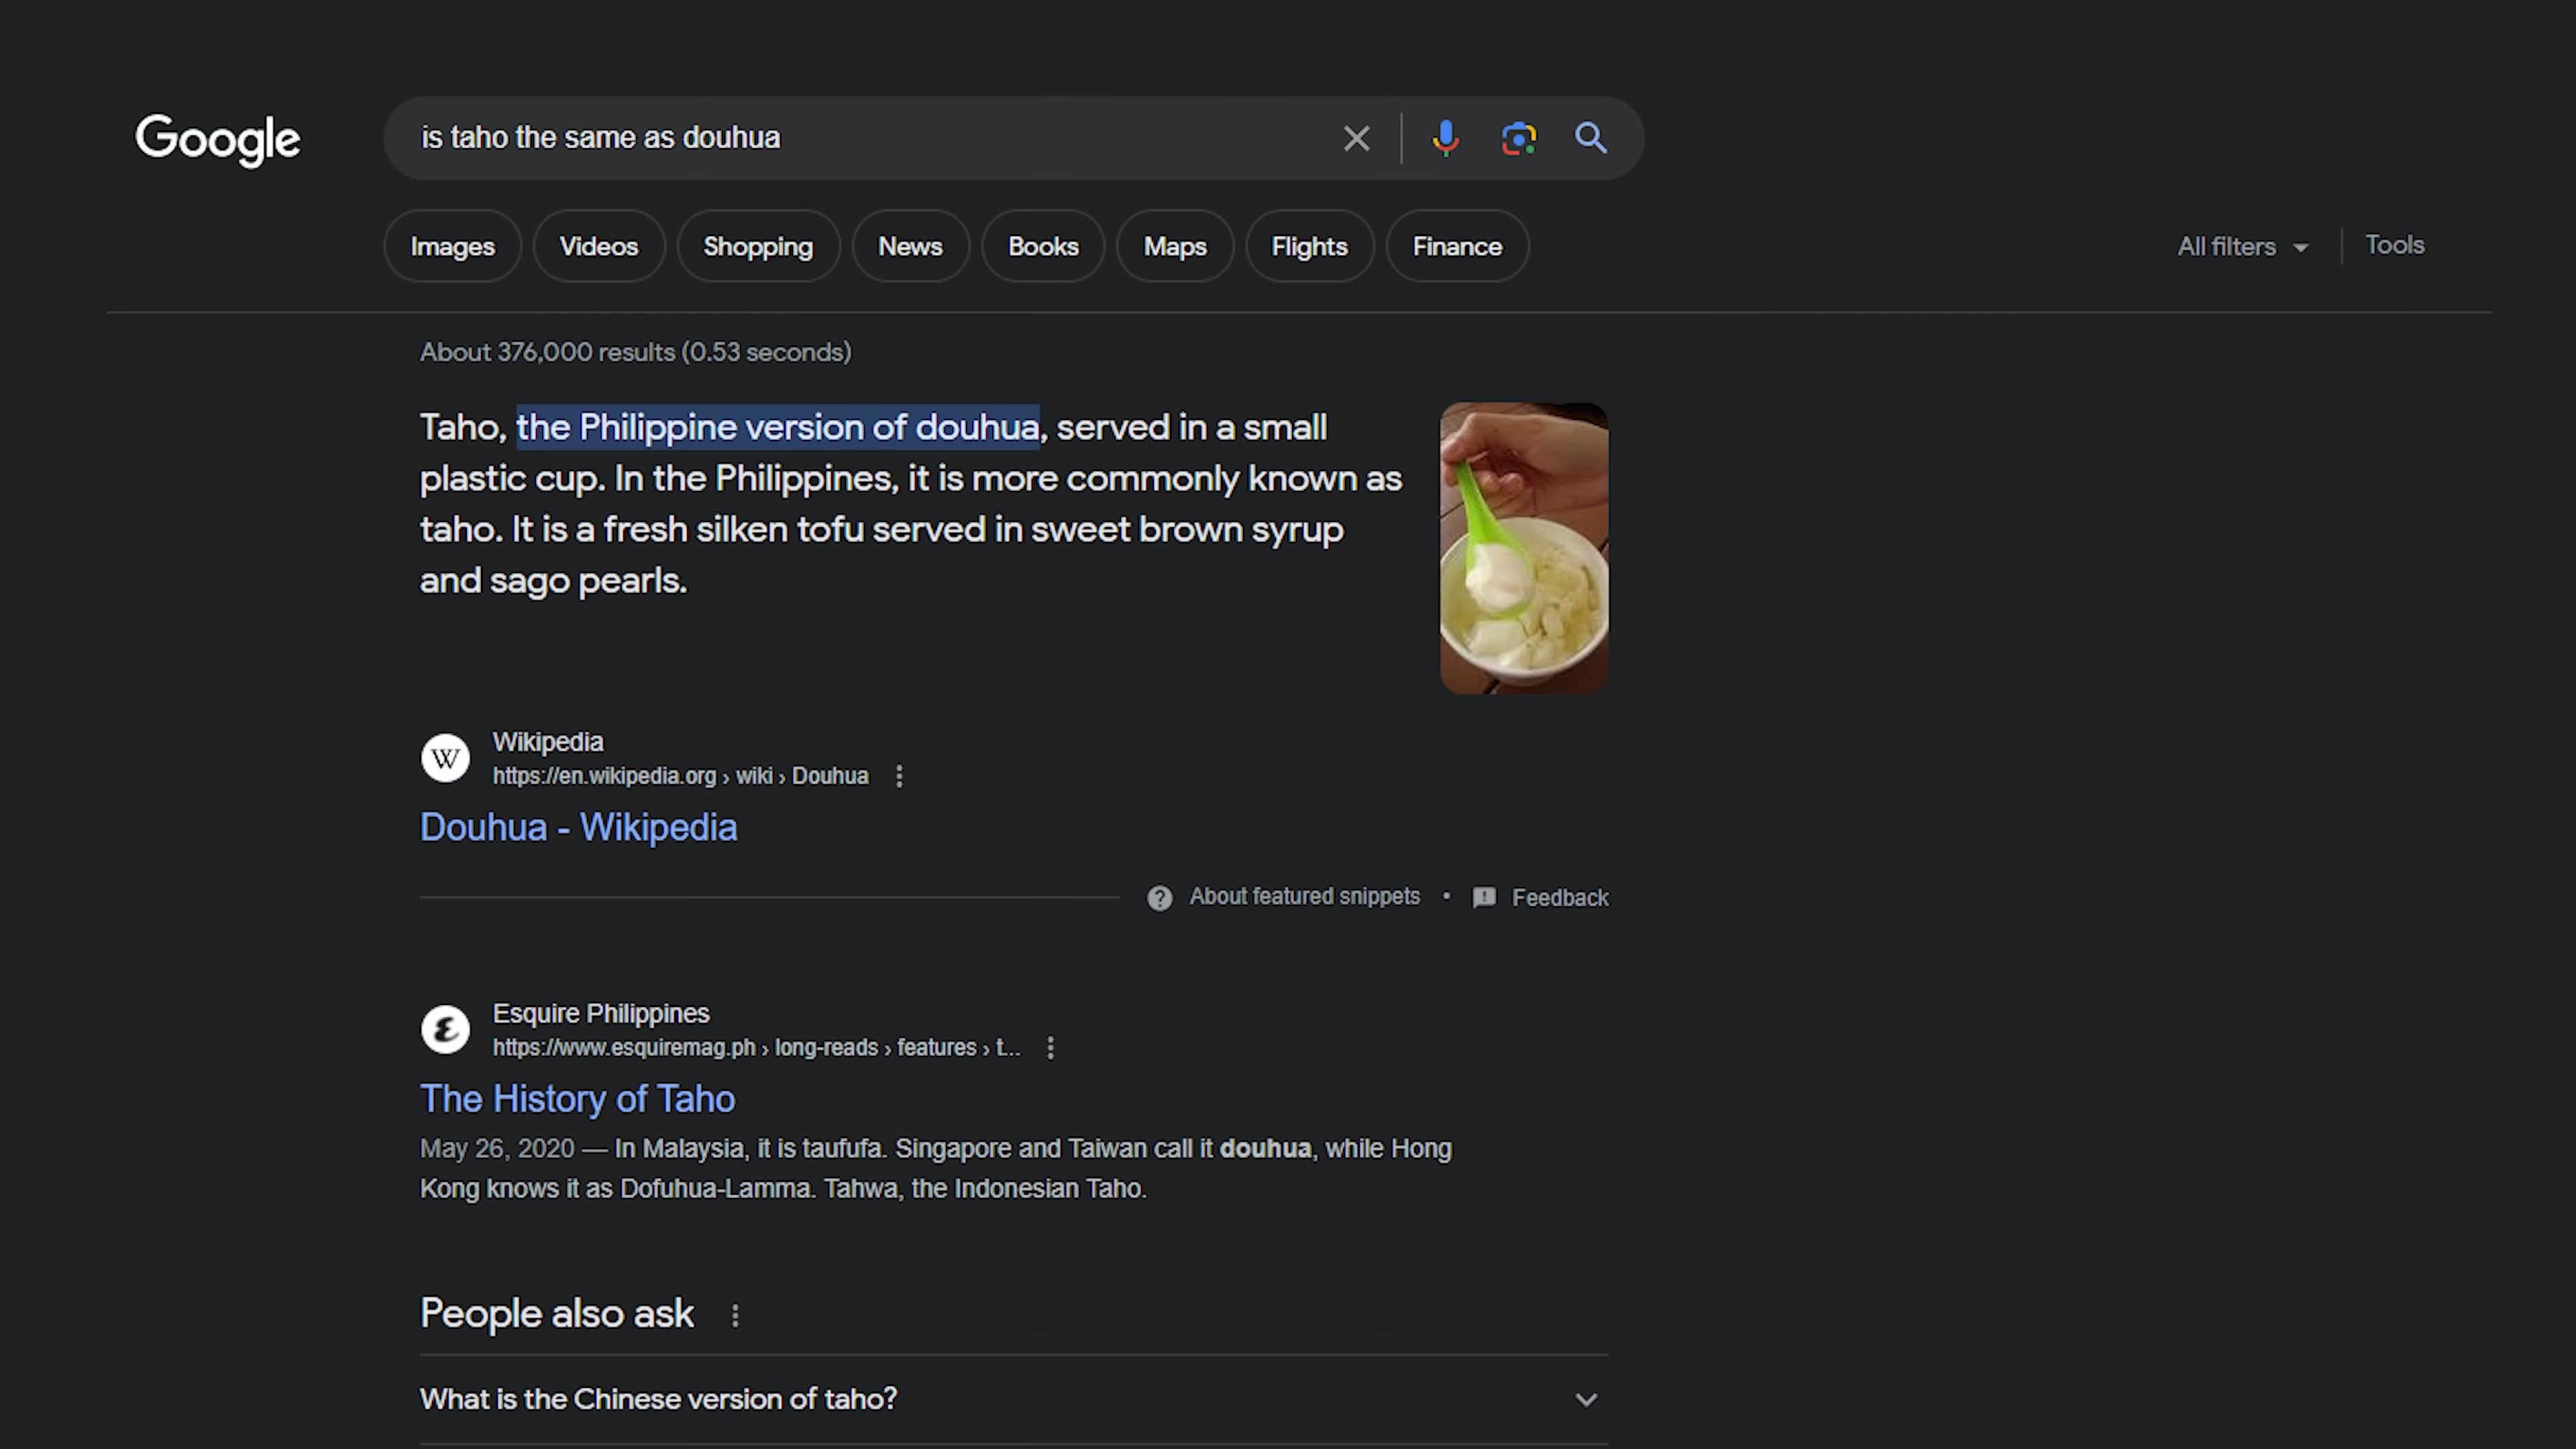 Google
is taho the same as douhua
Images
Videos
Shopping
News
Books
Maps
Flights
Finance
All filters
Tools
About 376,000 results (0.53 seconds)
Taho, the Philippine version of douhua, served in a small
plastic cup. In the Philippines, it is more commonly known as
taho. It is a fresh silken tofu served in sweet brown syrup
and sago pearls.
W
Wikipedia
https://en.wikipedia.org › wiki › Douhua
Douhua - Wikipedia
About featured snippets • Feedback
E
Esquire Philippines
https://www.esquiremag.ph › long-reads › features › t...
The History of Taho
May 26, 2020 — In Malaysia, it is taufufa. Singapore and Taiwan call it douhua, while Hong
Kong knows it as Dofuhua-Lamma. Tahwa, the Indonesian Taho.
People also ask
What is the Chinese version of taho?